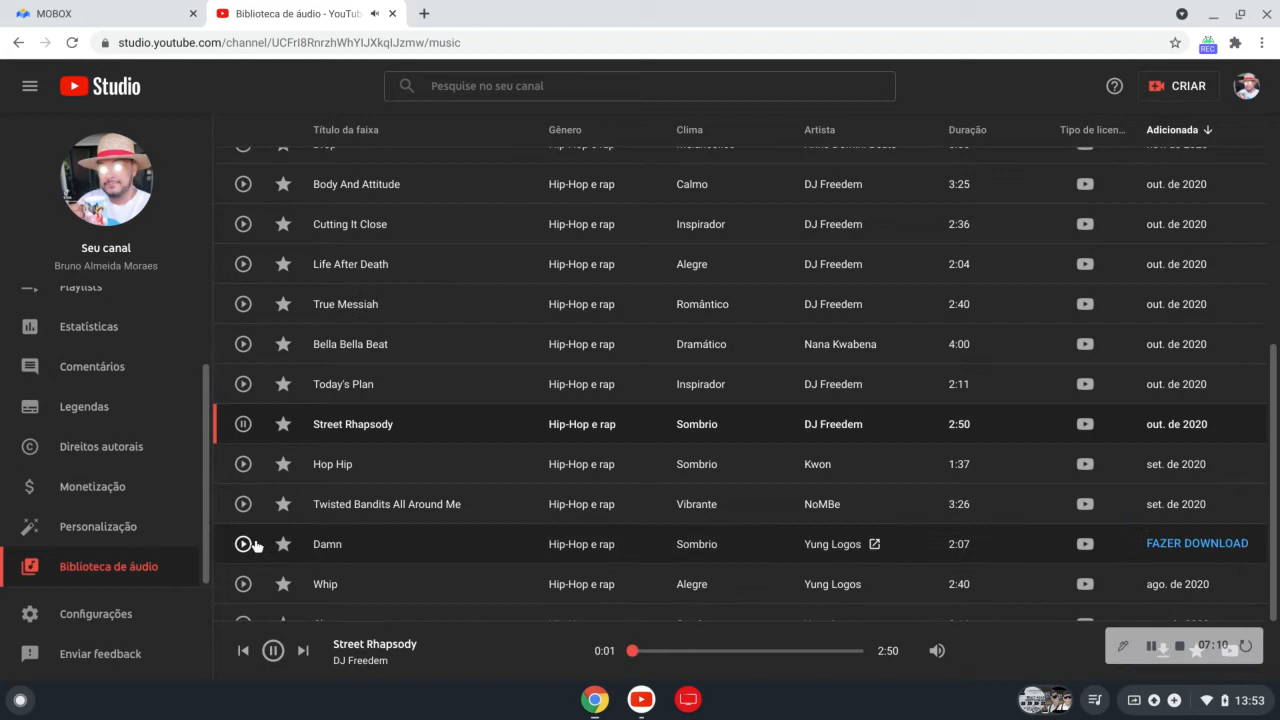 MOBOX
Biblioteca de áudio - YouTub
studio.youtube.com/channel/UCFrI8RnrzhWhYIJXkqIJzmw/music
REC
Studio
Pesquise no seu canal
CRIAR
Seu canal
Bruno Almeida Moraes
Playlists
Estatísticas
Comentários
Legendas
Direitos autorais
Monetização
Personalização
Biblioteca de áudio
Configurações
Enviar feedback
Título da faixa Gênero Clima Artista Duração Tipo de licen... Adicionada
Body And Attitude Hip-Hop e rap Calmo DJ Freedem 3:25 out. de 2020
Cutting It Close Hip-Hop e rap Inspirador DJ Freedem 2:36 out. de 2020
Life After Death Hip-Hop e rap Alegre DJ Freedem 2:04 out. de 2020
True Messiah Hip-Hop e rap Romântico DJ Freedem 2:40 out. de 2020
Bella Bella Beat Hip-Hop e rap Dramático Nana Kwabena 4:00 out. de 2020
Today's Plan Hip-Hop e rap Inspirador DJ Freedem 2:11 out. de 2020
Street Rhapsody Hip-Hop e rap Sombrio DJ Freedem 2:50 out. de 2020
Hop Hip Hip-Hop e rap Sombrio Kwon 1:37 set. de 2020
Twisted Bandits All Around Me Hip-Hop e rap Vibrante NoMBe 3:26 set. de 2020
Damn Hip-Hop e rap Sombrio Yung Logos 2:07 FAZER DOWNLOAD
Whip Hip-Hop e rap Alegre Yung Logos 2:40 ago. de 2020
Street Rhapsody
DJ Freedem
0:01 2:50
07:10
13:53